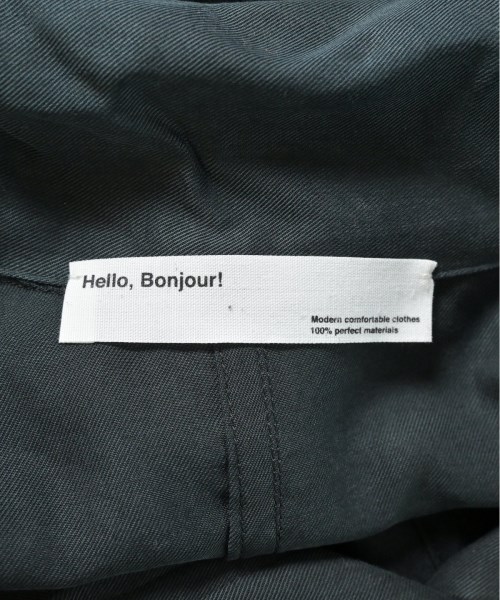 Hello, Bonjour!
Modern comfortable clothes
100% perfect materials